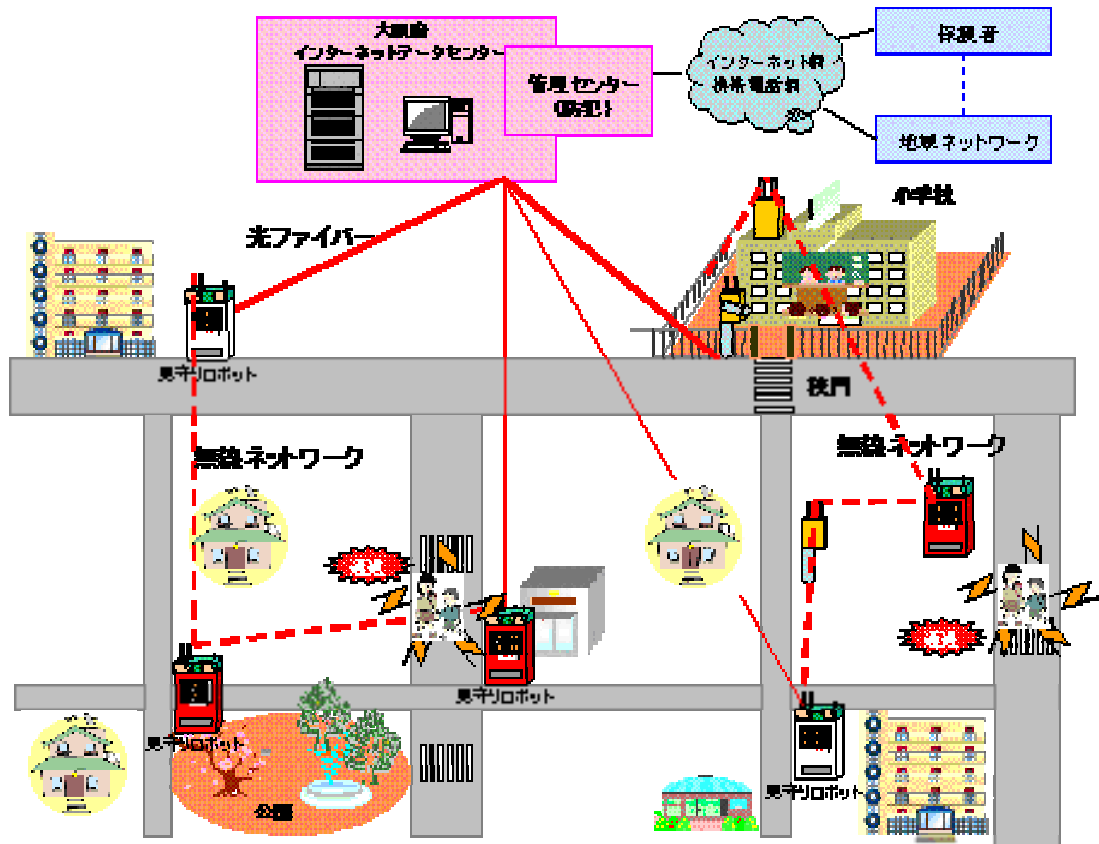 インターネットデータセンター
管理センター
(防犯)
インターネット網
携帯電話網
保護者
地域ネットワーク
小学校
光ファイバー
見守りロボット
校門
無線ネットワーク
無線ネットワーク
見守りロボット
見守りロボット
見守りロボット
公園